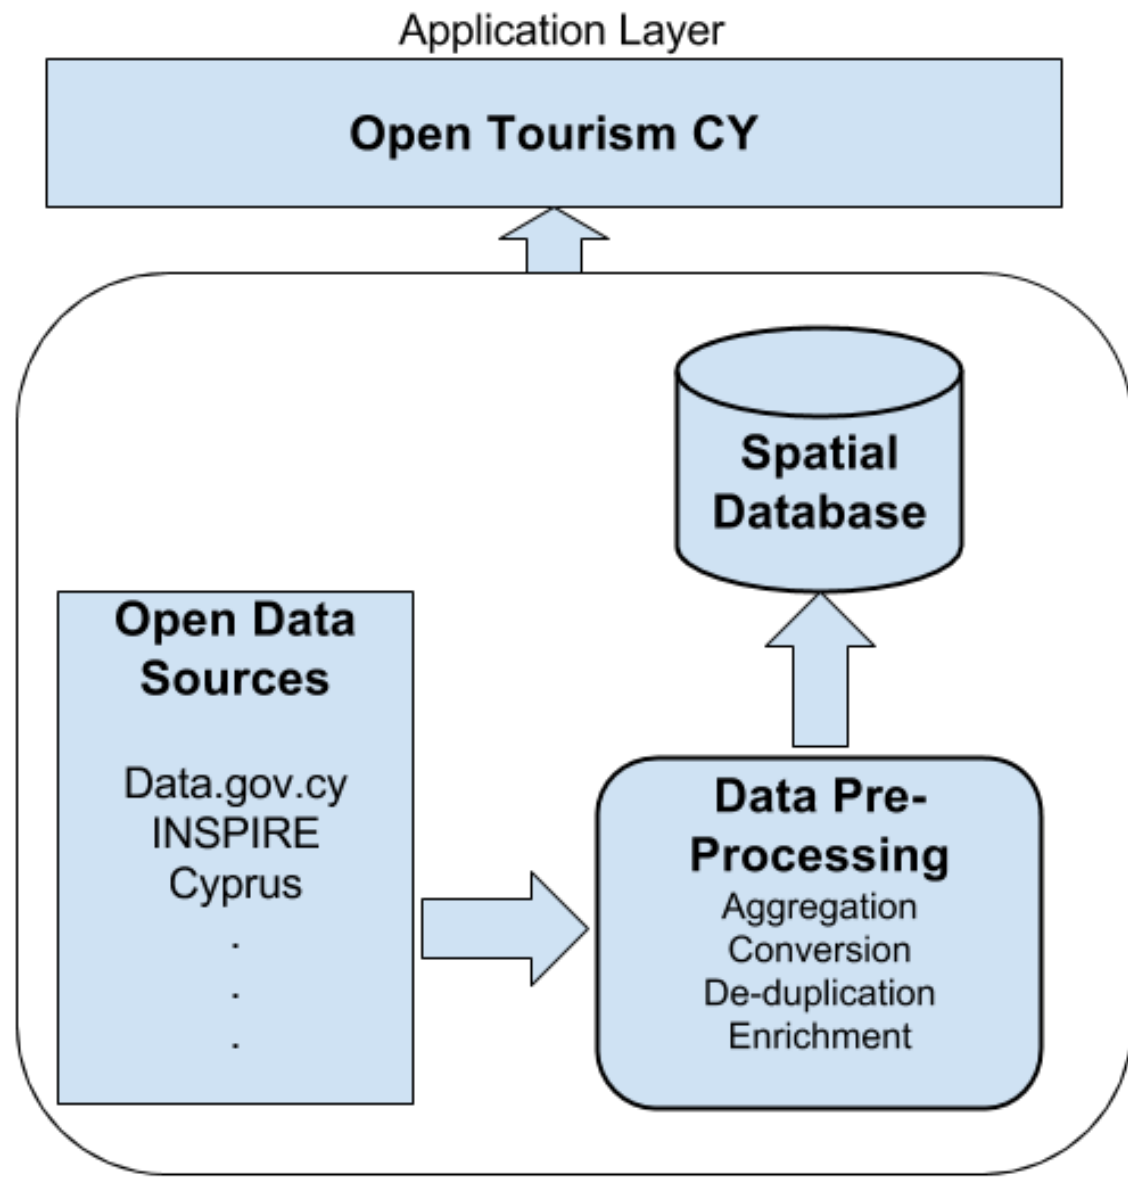 Application Layer
Open Tourism CY
Spatial
Database
Open Data
Sources
Data.gov.cy
INSPIRE
Cyprus
.
.
.
Data Pre-
Processing
Aggregation
Conversion
De-duplication
Enrichment